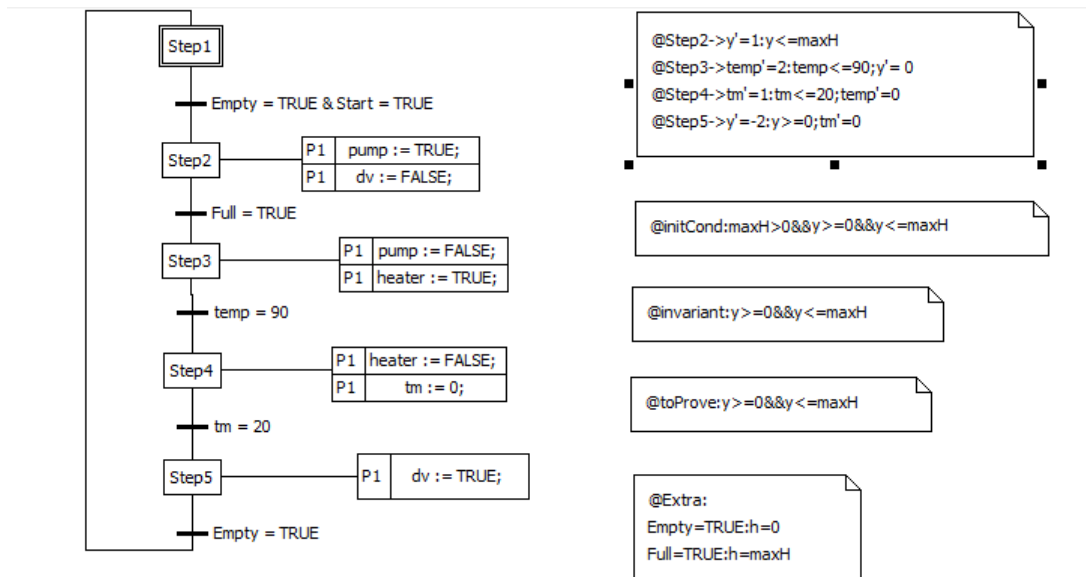 Step1
Empty = TRUE & Start = TRUE
Step2
P1 pump := TRUE;
P1 dv := FALSE;
Full = TRUE
Step3
P1 pump := FALSE;
P1 heater := TRUE;
temp = 90
Step4
P1 heater := FALSE;
P1 tm := 0;
tm = 20
Step5
P1 dv := TRUE;
Empty = TRUE
@Step2->y'=1:y<=maxH
@Step3->temp'=2:temp<=90;y'= 0
@Step4->tm'=1:tm<=20;temp'=0
@Step5->y'=-2:y>=0;tm'=0
@initCond:maxH>0&&y>=0&&y<=maxH
@invariant:y>=0&&y<=maxH
@toProve:y>=0&&y<=maxH
@Extra:
Empty=TRUE:h=0
Full=TRUE:h=maxH